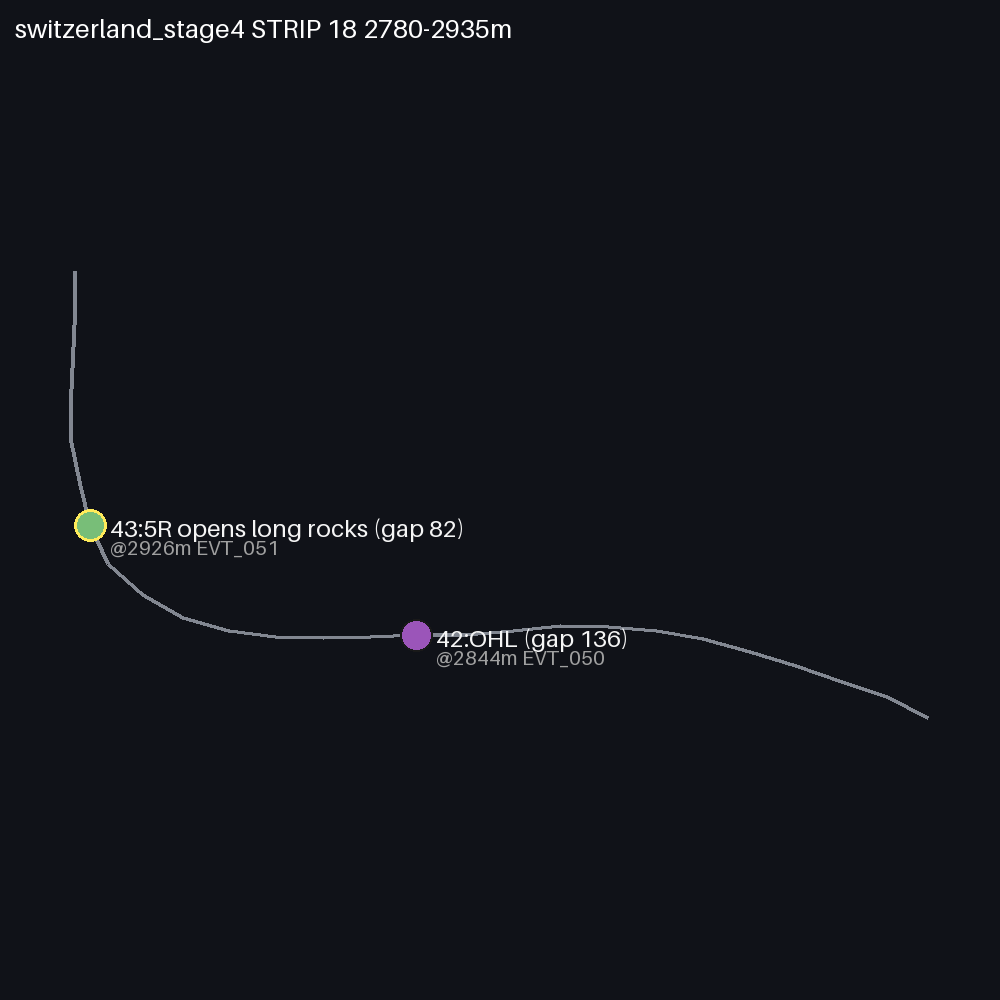 switzerland_stage4 STRIP 18 2780-2935m
43:5R opens long rocks (gap 82)
@2926m EVT_051
42:OHL (gap 136)
@2844m EVT_050